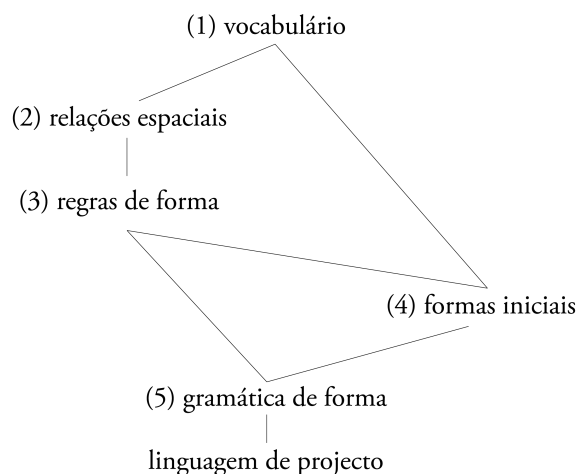 (1) vocabulário
(2) relações espaciais
(3) regras de forma
(4) formas iniciais
(5) gramática de forma
linguagem de projecto